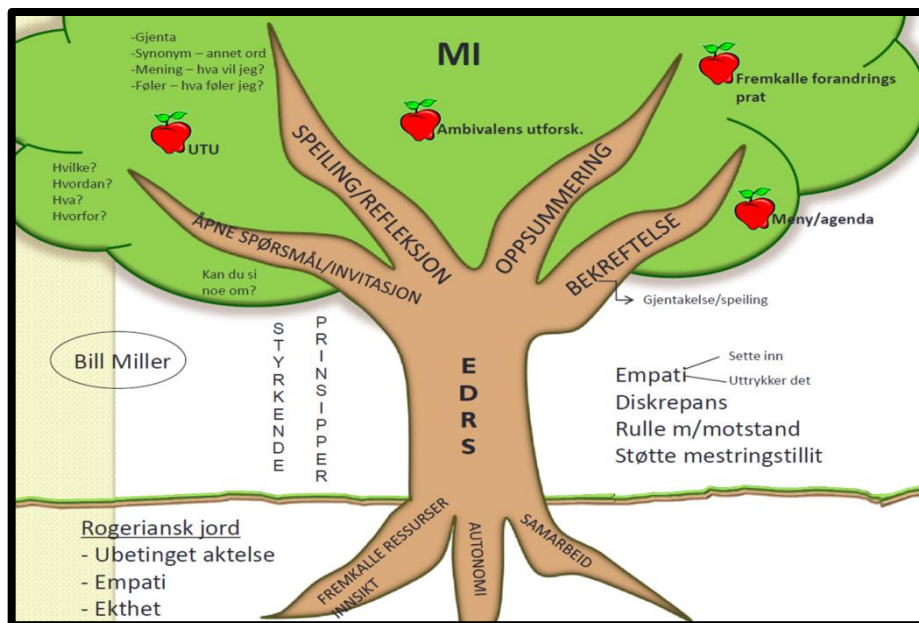 -Gjenta
-Synonym – annet ord
-Mening – hva vil jeg?
-Føler – hva føler jeg?
MI
Fremkalle forandrings
prat
UTU
Ambivalens utforsk.
Hvilke?
Hvordan?
Hva?
Hvorfor?
SPEILING/REFLEKSJON
OPPSUMMERING
ÅPNE SPØRSMÅL/INVITASJON
BEKREFTELSE
Meny/agenda
Kan du si
noe om?
Gjentakelse/speiling
Bill Miller
STYRKENDE
PRINSIPPER
EDRS
Empati
Sette inn
Uttrykker det
Diskrepans
Rulle m/motstand
Støtte mestringstillit
Rogeriansk jord
- Ubetinget aktelse
- Empati
- Ekthet
FREMKALLE RESSURSER
INNSIKT
AUTONOMI
SAMARBEID